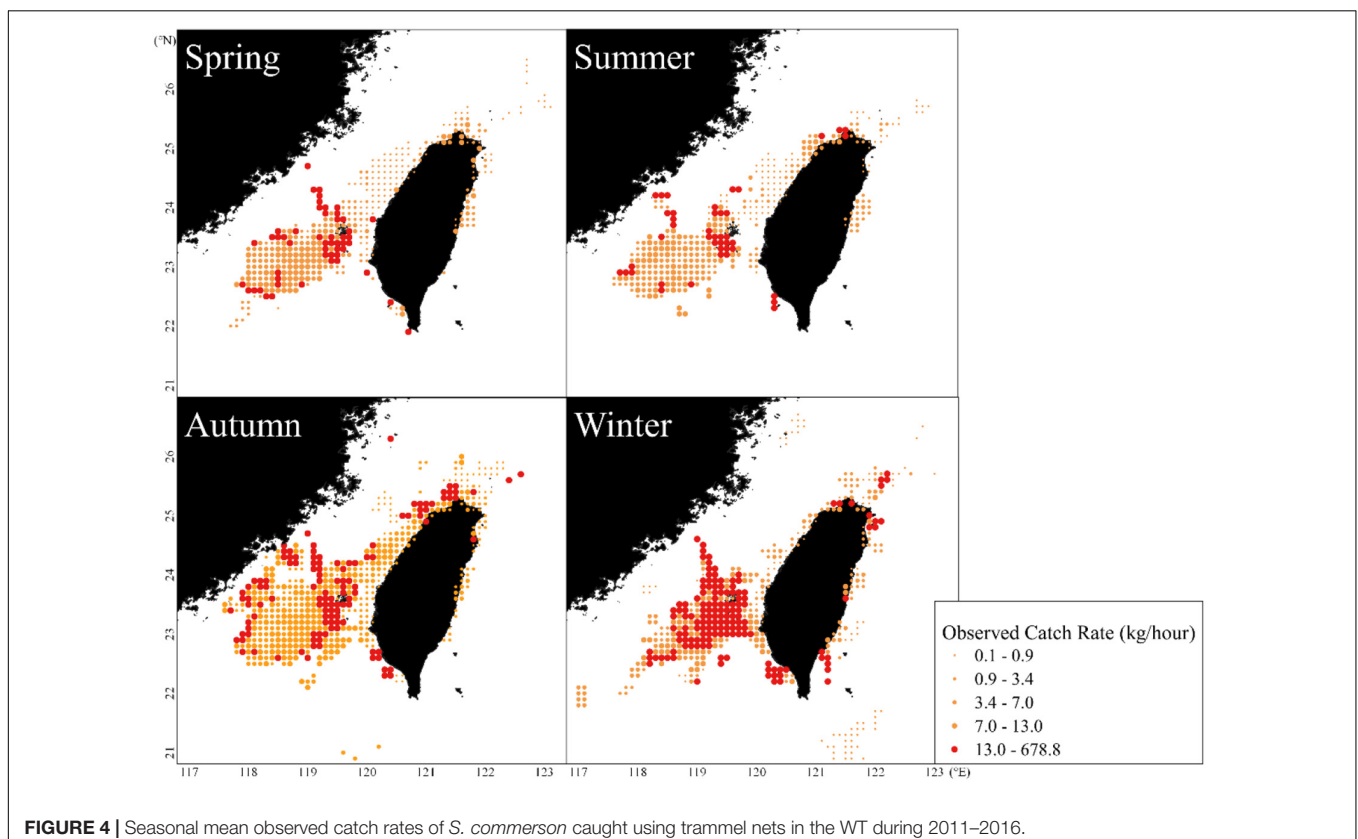 (°N)
Spring
Summer
26
25
24
23
22
21
Autumn
Winter
26
25
24
23
22
21
117 118 119 120 121 122 123 117 118 119 120 121 122 123 (°E)
Observed Catch Rate (kg/hour)
0.1 - 0.9
0.9 - 3.4
3.4 - 7.0
7.0 - 13.0
13.0 - 678.8
FIGURE 4 | Seasonal mean observed catch rates of S. commerson caught using trammel nets in the WT during 2011–2016.